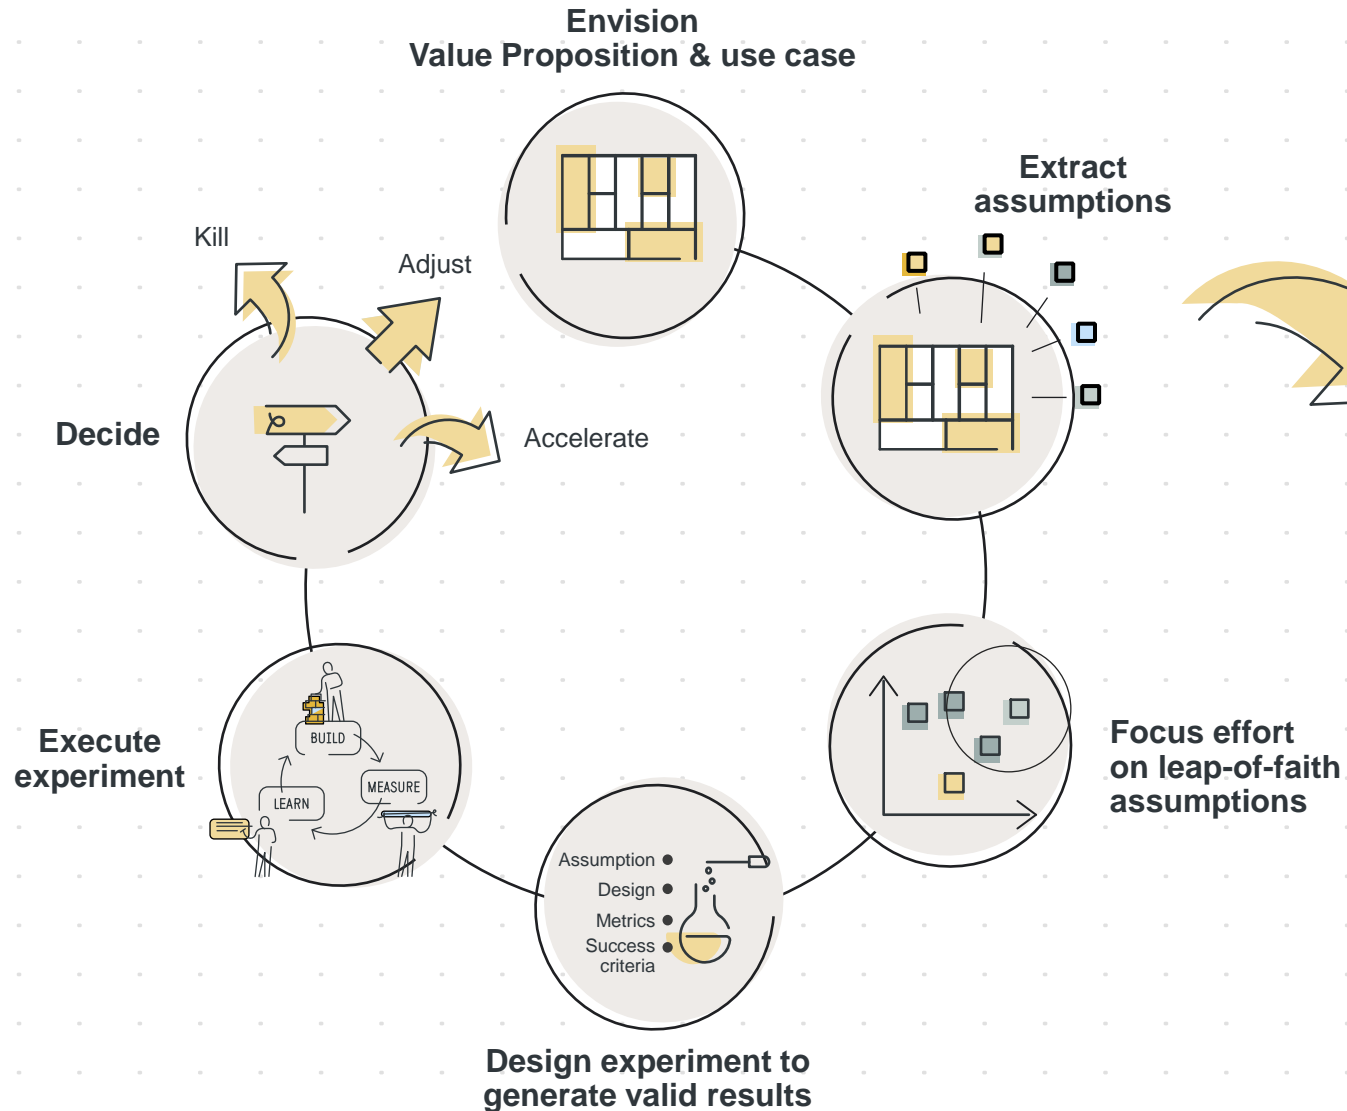 Envision
Value Proposition & use case
Extract
assumptions
Kill
Adjust
Decide
Accelerate
Focus effort
on leap-of-faith
assumptions
Execute
experiment
BUILD
MEASURE
LEARN
Assumption
Design
Metrics
Success
criteria
Design experiment to
generate valid results